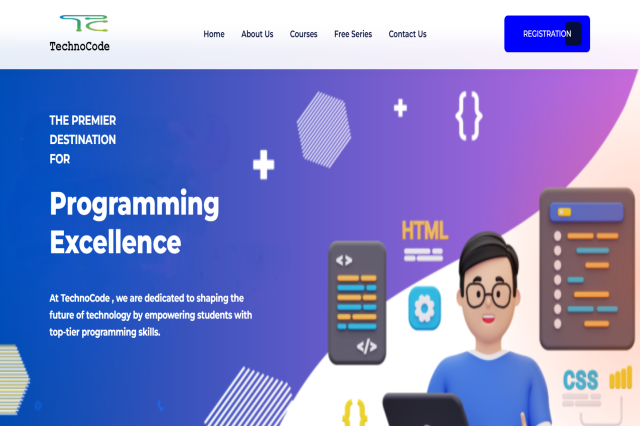 TechnoCode
Home About Us Courses Free Series Contact Us
REGISTRATION
THE PREMIER
DESTINATION
FOR
Programming
Excellence
At TechnoCode , we are dedicated to shaping the
future of technology by empowering students with
top-tier programming skills.
{}
HTML
<>
</>
CSS
{}